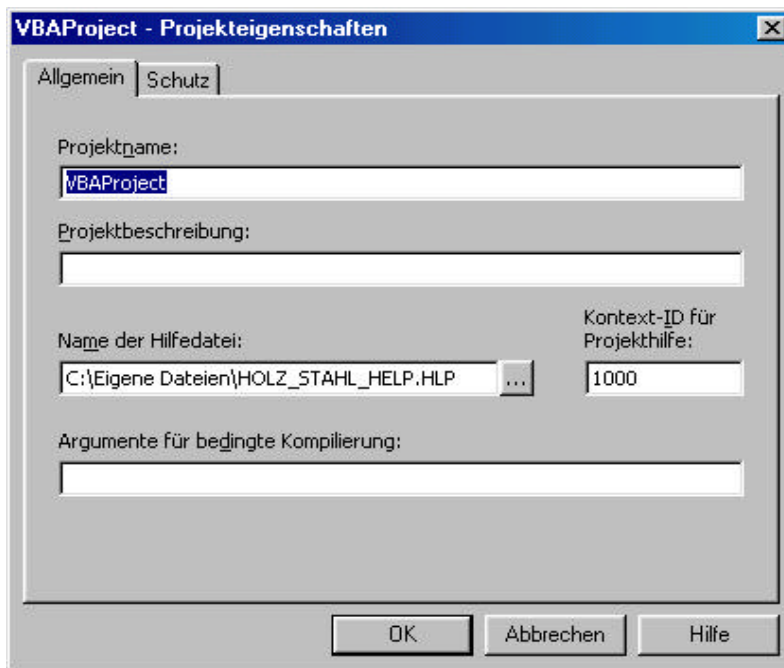 VBAProject - Projekteigenschaften
Allgemein
Schutz
Projektname:
VBAProject
Projektbeschreibung:
Name der Hilfedatei:
C:\Eigene Dateien\HOLZ_STAHL_HELP.HLP
...
Kontext-ID für
Projekthilfe:
1000
Argumente für bedingte Kompilierung:
OK
Abbrechen
Hilfe